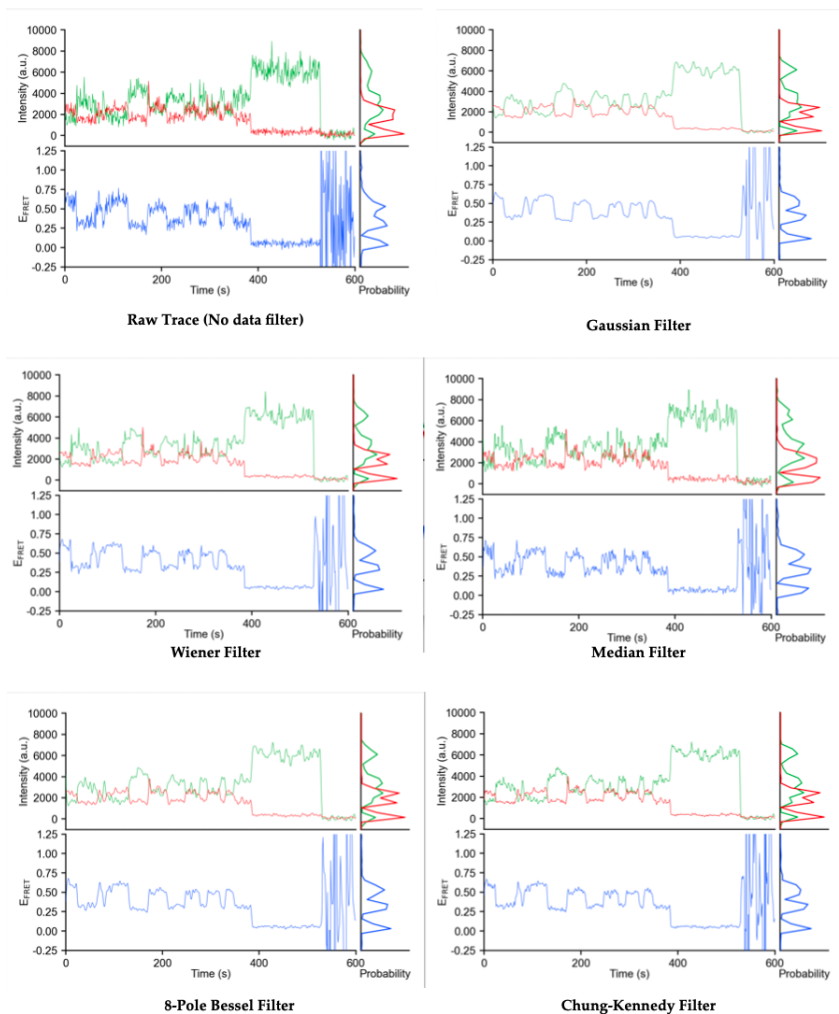 10000
8000
6000
4000
2000
0
Intensity (a.u.)
1.25
1.00
0.75
0.50
0.25
0.00
-0.25
EFRET
0 200 400 600
Time (s) Probability
Raw Trace (No data filter)
10000
8000
6000
4000
2000
0
Intensity (a.u.)
1.25
1.00
0.75
0.50
0.25
0.00
-0.25
EFRET
0 200 400 600
Time (s) Probability
Gaussian Filter
10000
8000
6000
4000
2000
0
Intensity (a.u.)
1.25
1.00
0.75
0.50
0.25
0.00
-0.25
EFRET
0 200 400 600
Time (s) Probability
Wiener Filter
10000
8000
6000
4000
2000
0
Intensity (a.u.)
1.25
1.00
0.75
0.50
0.25
0.00
-0.25
EFRET
0 200 400 600
Time (s) Probability
Median Filter
10000
8000
6000
4000
2000
0
Intensity (a.u.)
1.25
1.00
0.75
0.50
0.25
0.00
-0.25
EFRET
0 200 400 600
Time (s) Probability
8-Pole Bessel Filter
10000
8000
6000
4000
2000
0
Intensity (a.u.)
1.25
1.00
0.75
0.50
0.25
0.00
-0.25
EFRET
0 200 400 600
Time (s) Probability
Chung-Kennedy Filter